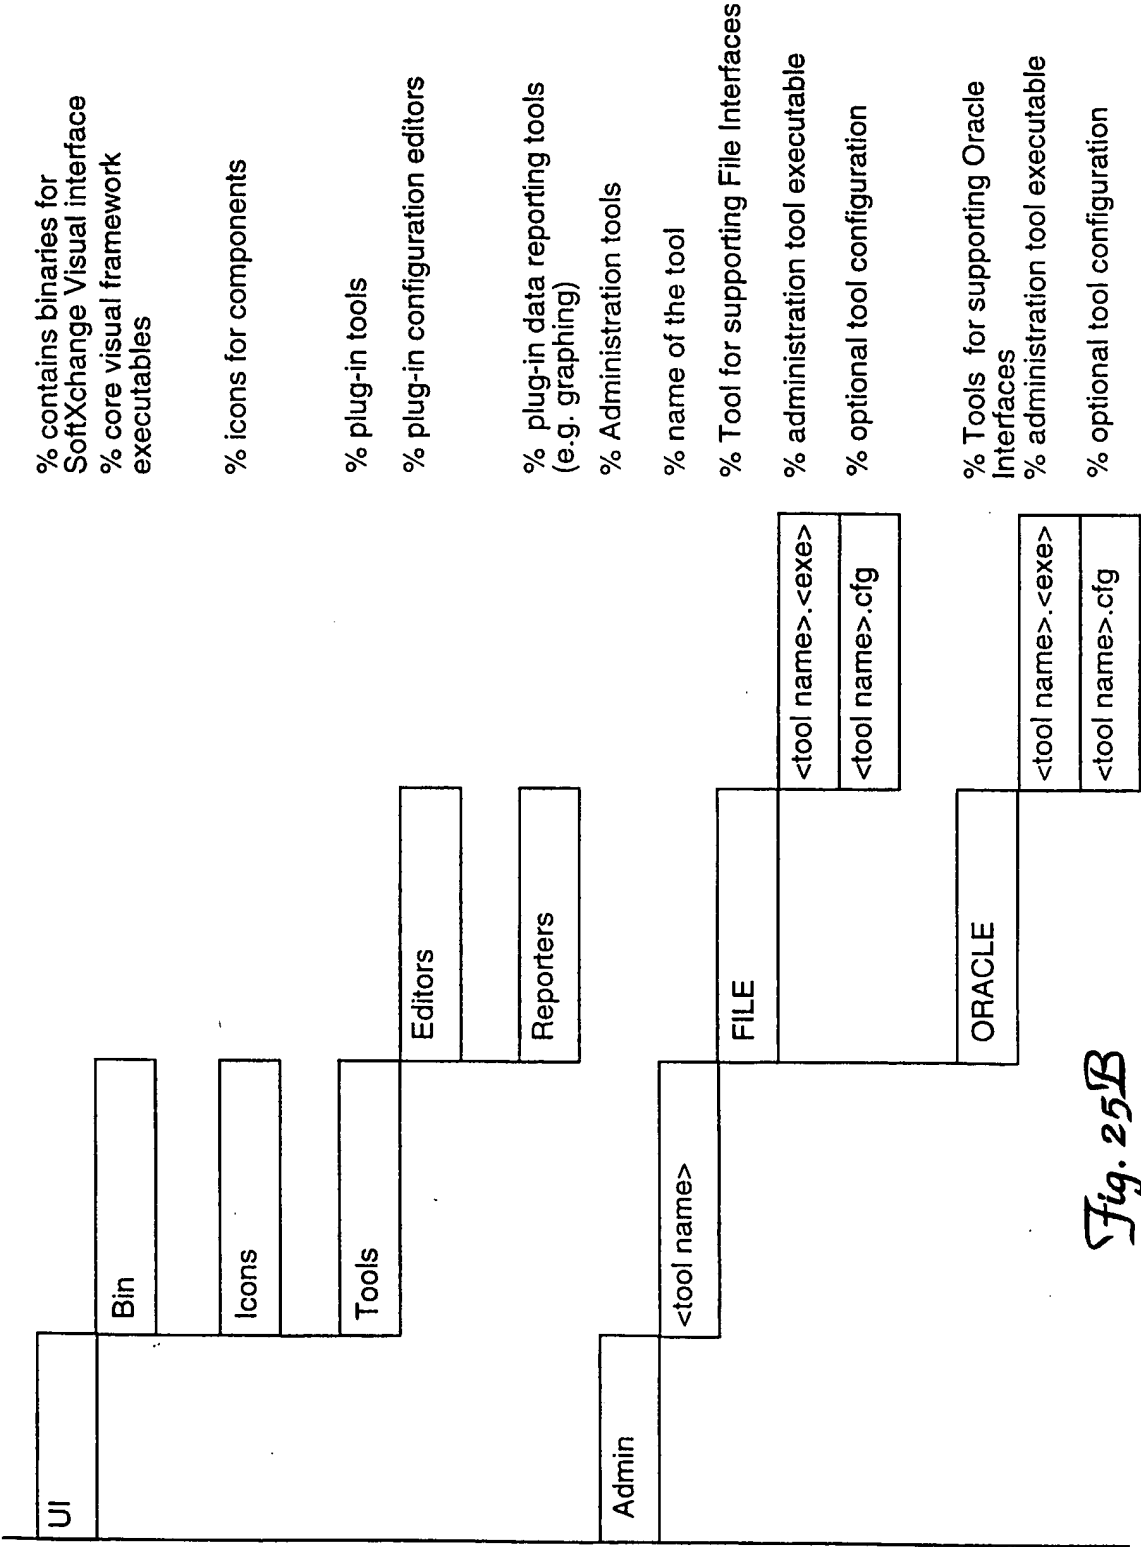 UI
% contains binaries for
SoftXchange Visual interface
Bin
% core visual framework
executables
Icons
% icons for components
Tools
% plug-in tools
Editors
% plug-in configuration editors
Reporters
% plug-in data reporting tools
(e.g. graphing)
Admin
% Administration tools
<tool name>
% name of the tool
FILE
% Tool for supporting File Interfaces
<tool name>.<exe>
% administration tool executable
<tool name>.cfg
% optional tool configuration
ORACLE
% Tools for supporting Oracle
Interfaces
<tool name>.<exe>
% administration tool executable
<tool name>.cfg
% optional tool configuration
Fig. 25B